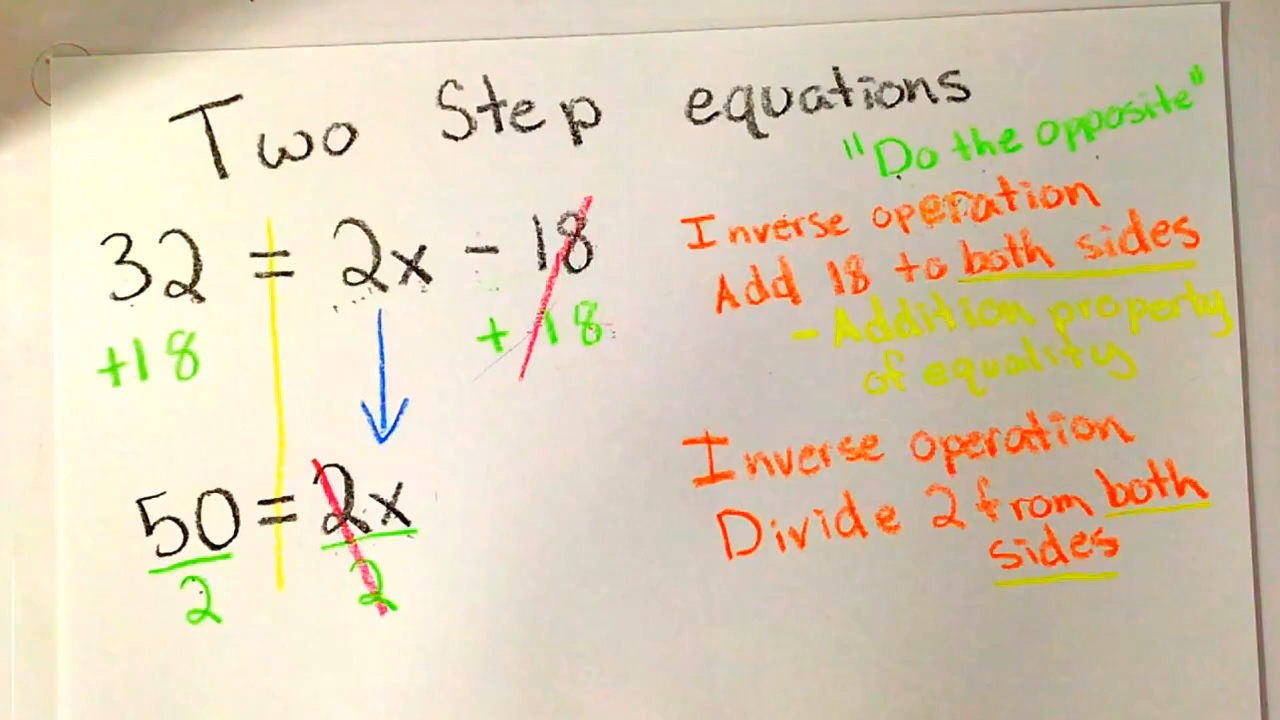 Two Step equations
"Do the opposite"
32 = 2x - 18
+18 + 18
50 = 2x
2 2
Inverse operation
Add 18 to both sides
- Addition property
of equality
Inverse operation
Divide 2 from both
sides